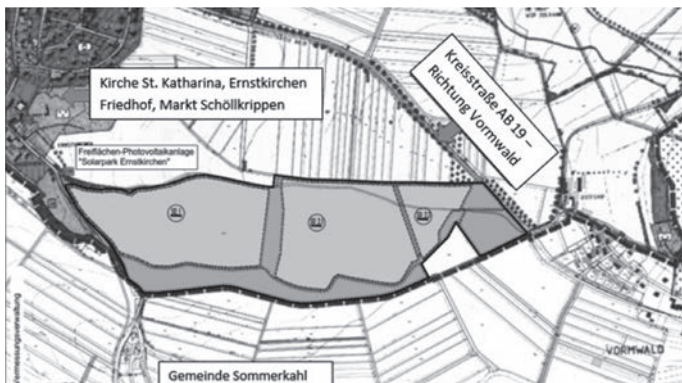 Kirche St. Katharina, Ernstkirchen
Friedhof, Markt Schöllkrippen
Freiflächen-Photovoltaikanlage
"Solarpark Ernstkirchen"
Kreisstraße AB 19 –
Richtung Vormwald
VORMWALD
Gemeinde Sommerkahl